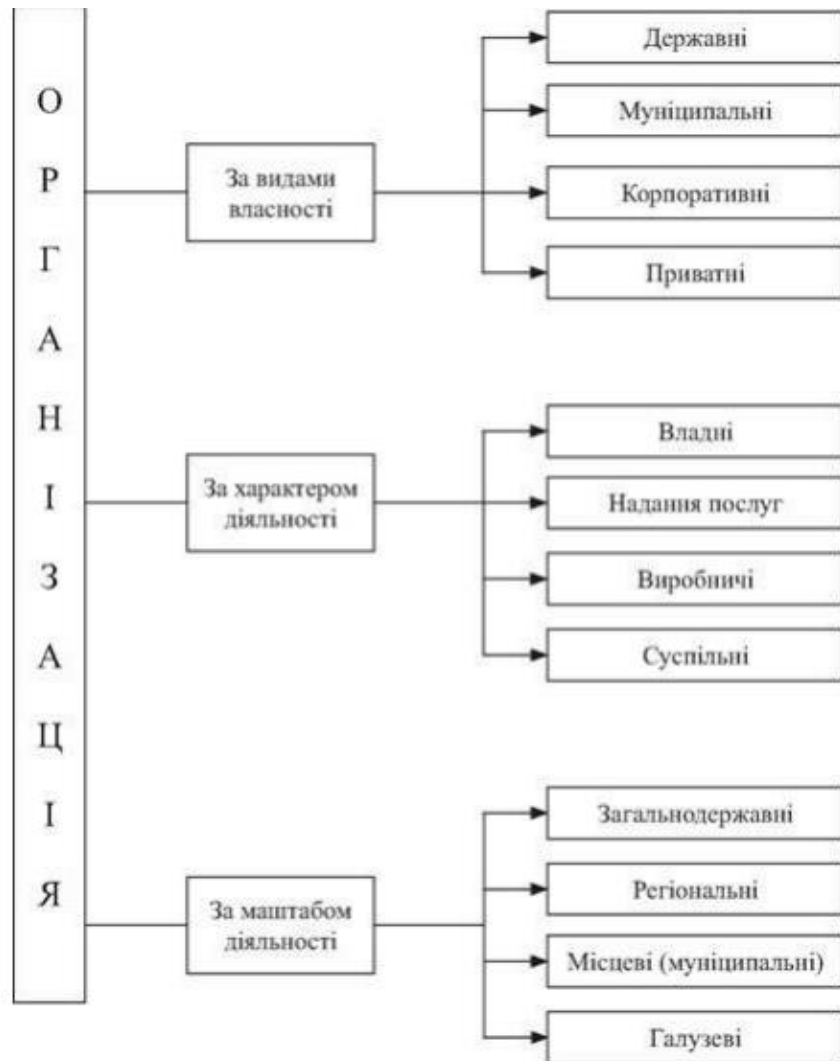 ОРГАНІЗАЦІЯ
За видами
власності
Державні
Муніципальні
Корпоративні
Приватні
За характером
діяльності
Владні
Надання послуг
Виробничі
Суспільні
За маштабом
діяльності
Загальнодержавні
Регіональні
Місцеві (муніципальні)
Галузеві